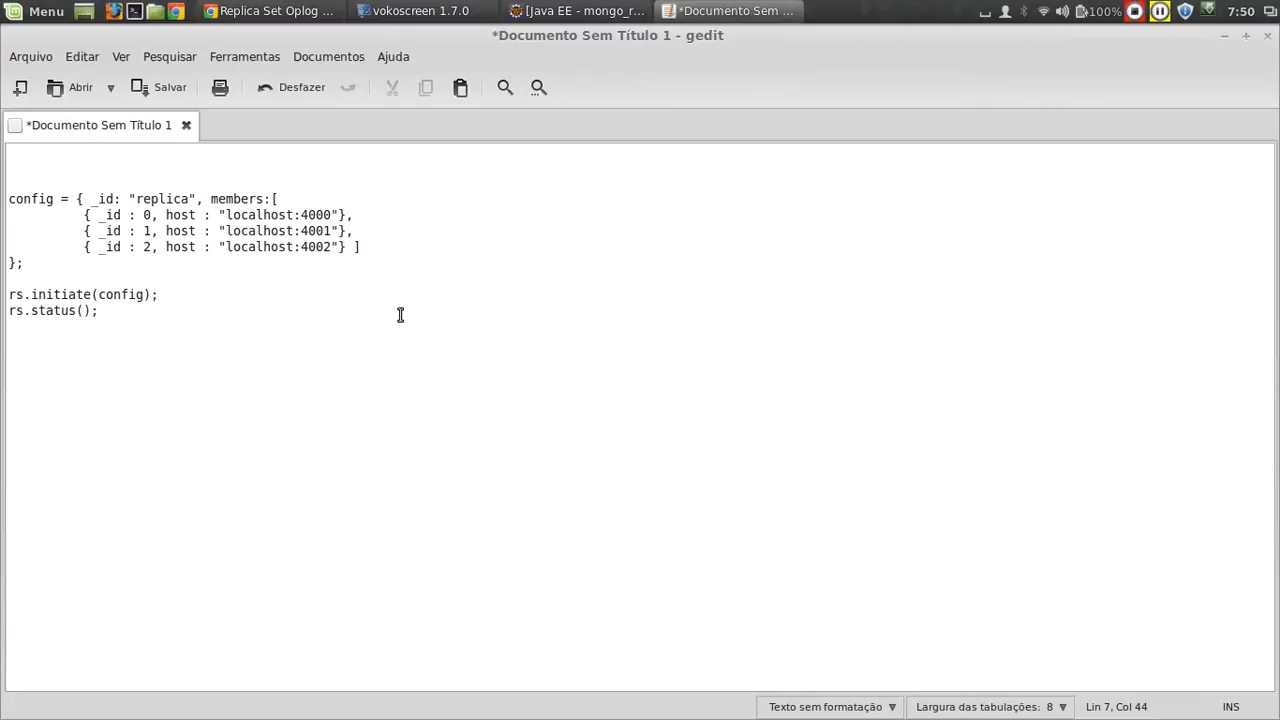 Menu
Replica Set Oplog ...
vokoscreen 1.7.0
[Java EE - mongo_r...
*Documento Sem ...
100%
7:50
*Documento Sem Título 1 - gedit
Arquivo Editar Ver Pesquisar Ferramentas Documentos Ajuda
Abrir Salvar Desfazer
*Documento Sem Título 1
config = { _id: "replica", members:[
{ _id : 0, host : "localhost:4000"},
{ _id : 1, host : "localhost:4001"},
{ _id : 2, host : "localhost:4002"} ]
};
rs.initiate(config);
rs.status();
Texto sem formatação Largura das tabulações: 8 Lin 7, Col 44 INS